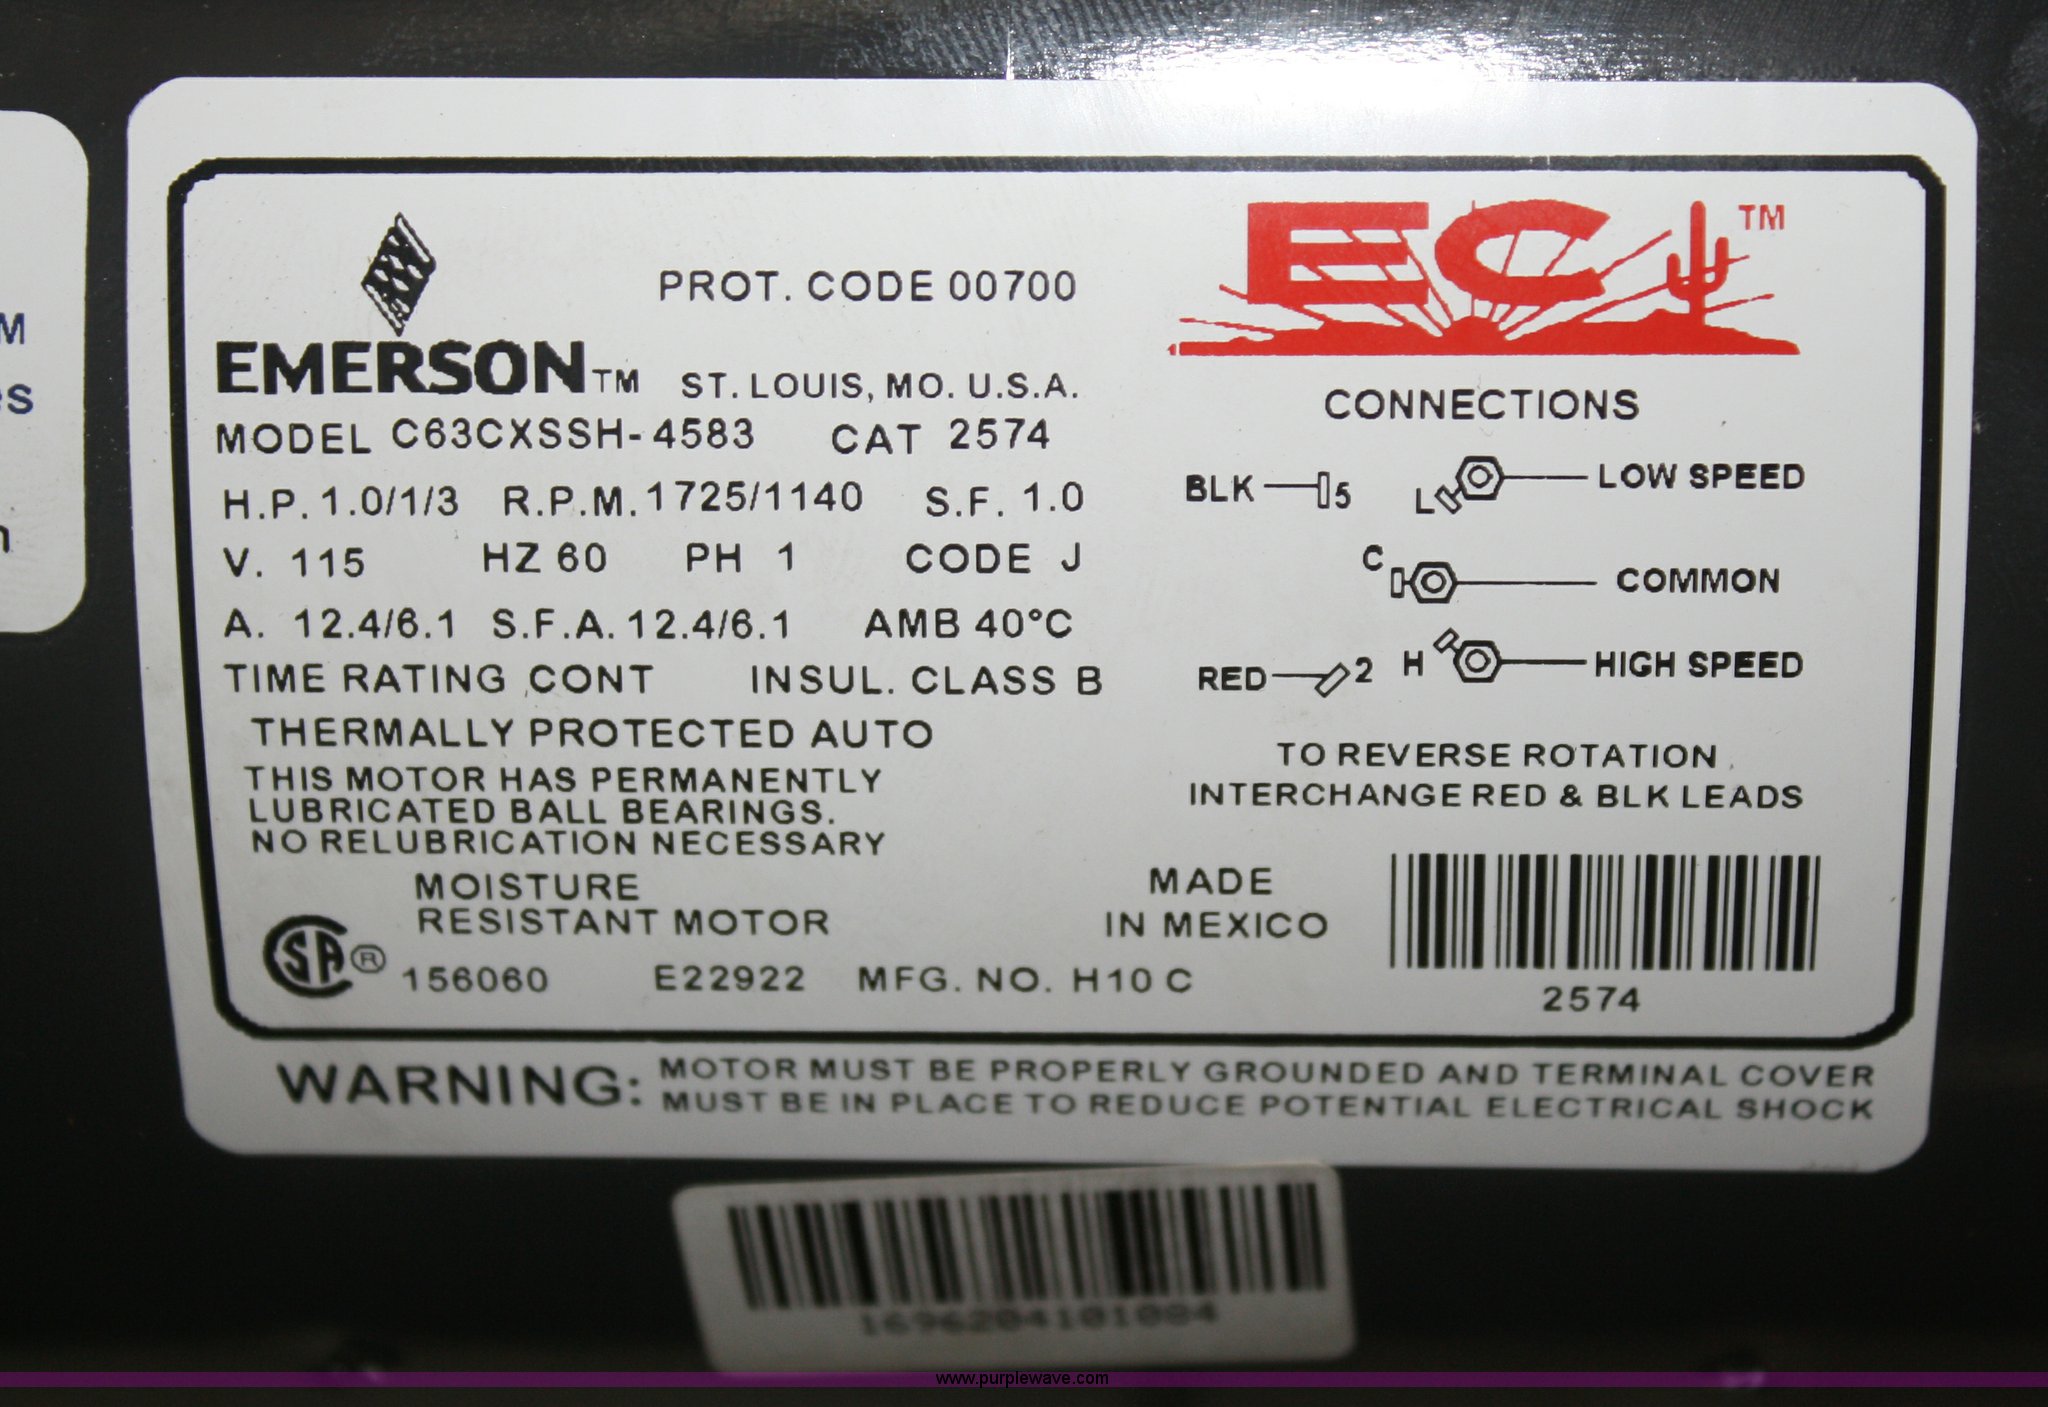 M
es
n
PROT. CODE 00700
EMERSON™ ST. LOUIS, MO. U.S.A.
MODEL C63CXSSH-4583 CAT 2574
H.P. 1.0/1/3 R.P.M. 1725/1140 S.F. 1.0
V. 115 HZ 60 PH 1 CODE J
A. 12.4/6.1 S.F.A. 12.4/6.1 AMB 40°C
TIME RATING CONT INSUL. CLASS B
THERMALLY PROTECTED AUTO
THIS MOTOR HAS PERMANENTLY
LUBRICATED BALL BEARINGS.
NO RELUBRICATION NECESSARY
MOISTURE
RESISTANT MOTOR
SA® 156060 E22922 MFG. NO. H10 C
MADE
IN MEXICO
EC™
CONNECTIONS
BLK 5 L LOW SPEED
C COMMON
RED 2 H HIGH SPEED
TO REVERSE ROTATION
INTERCHANGE RED & BLK LEADS
2574
WARNING: MOTOR MUST BE PROPERLY GROUNDED AND TERMINAL COVER
MUST BE IN PLACE TO REDUCE POTENTIAL ELECTRICAL SHOCK
1696204101084
www.purplewave.com